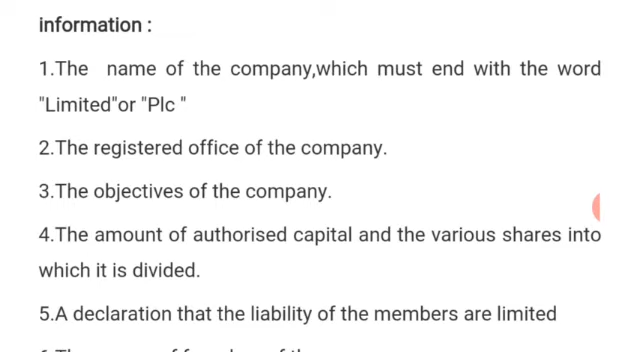 information :
1.The name of the company,which must end with the word
"Limited"or "Plc "
2.The registered office of the company.
3.The objectives of the company.
4.The amount of authorised capital and the various shares into
which it is divided.
5.A declaration that the liability of the members are limited